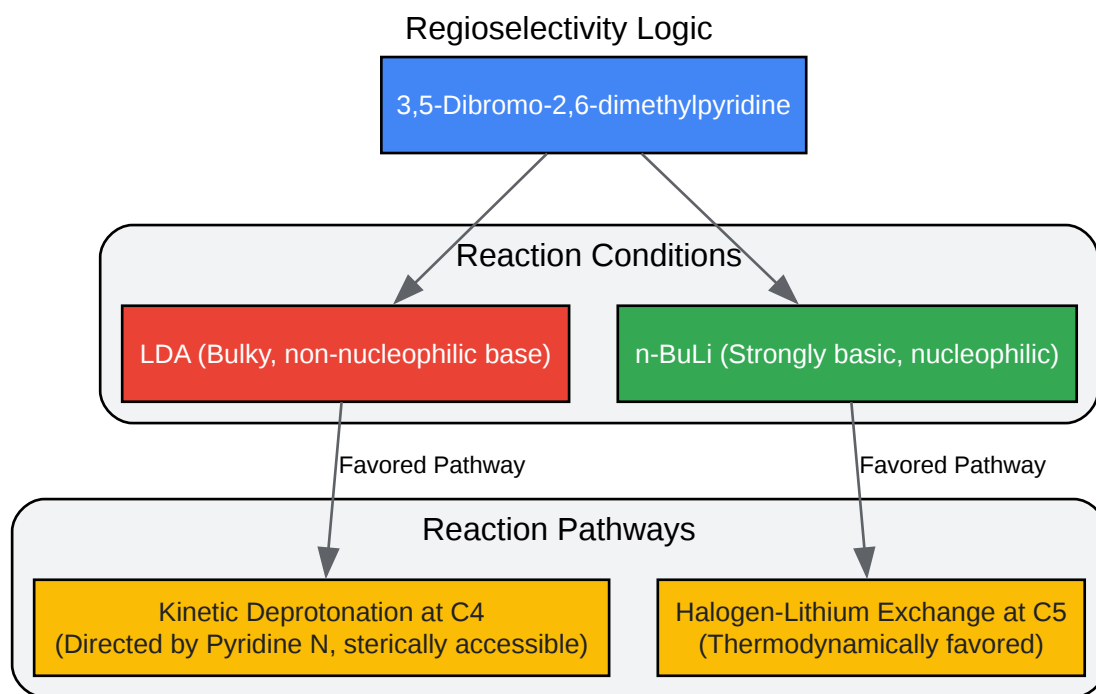 Regioselectivity Logic
3,5-Dibromo-2,6-dimethylpyridine
Reaction Conditions
LDA (Bulky, non-nucleophilic base)
n-BuLi (Strongly basic, nucleophilic)
Favored Pathway
Favored Pathway
Reaction Pathways
Kinetic Deprotonation at C4
(Directed by Pyridine N, sterically accessible)
Halogen-Lithium Exchange at C5
(Thermodynamically favored)